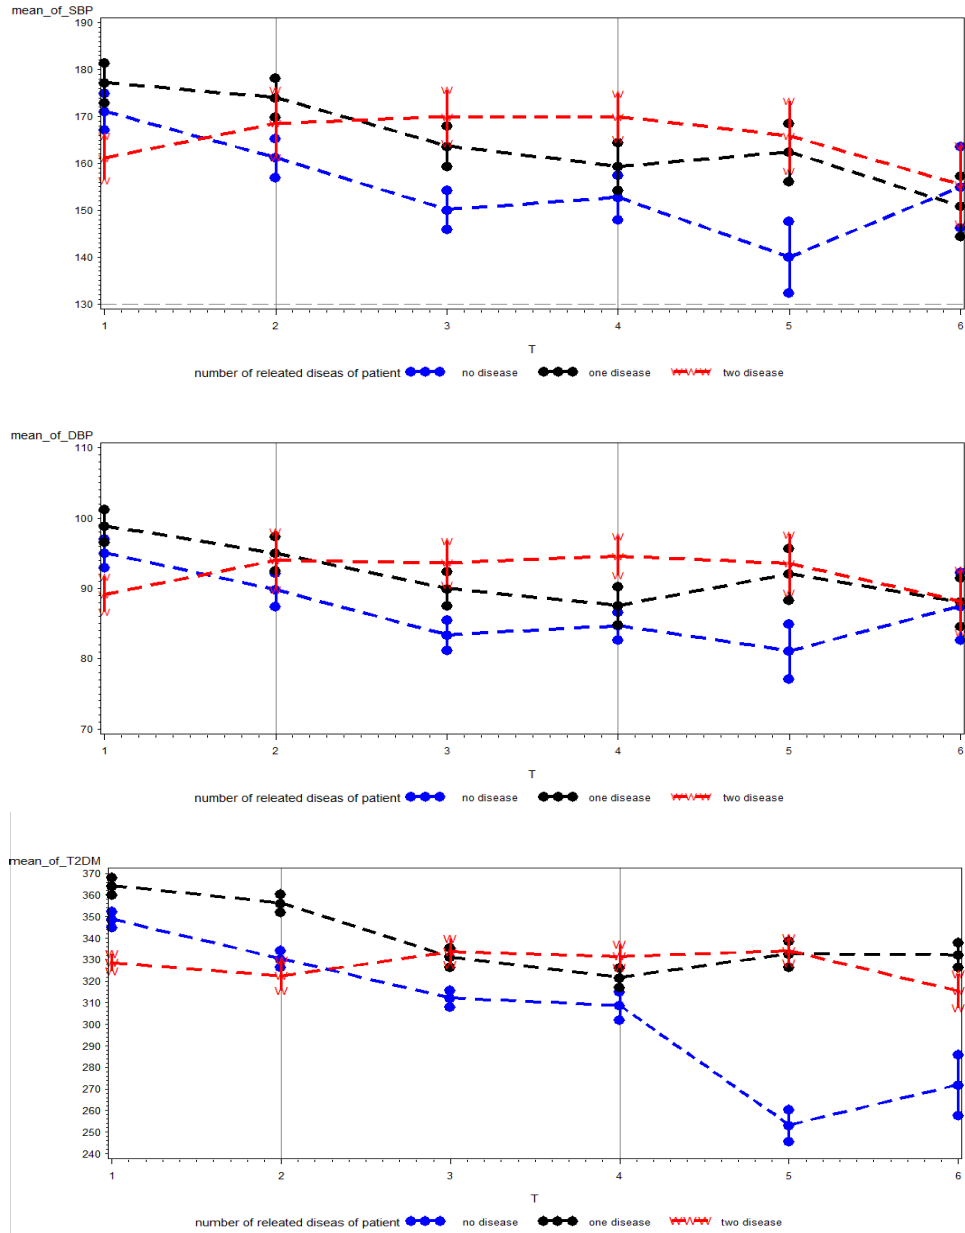 mean_of_SBP
190
180
170
160
150
140
130
1 2 3 4 5 6
T
number of releated diseas of patient no disease one disease two disease
mean_of_DBP
110
100
90
80
70
1 2 3 4 5 6
T
number of releated diseas of patient no disease one disease two disease
mean_of_T2DM
370
360
350
340
330
320
310
300
290
280
270
260
250
240
1 2 3 4 5 6
T
number of releated diseas of patient no disease one disease two disease